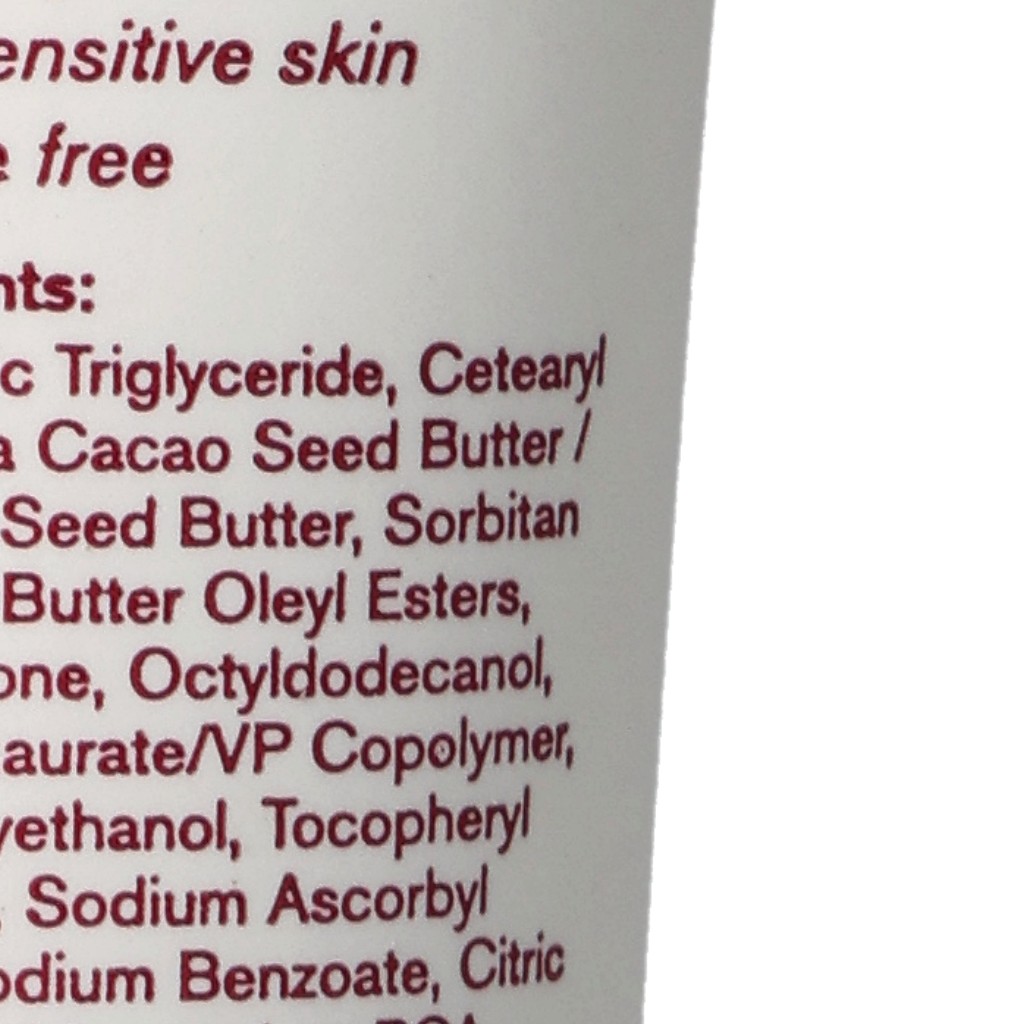 ensitive skin
e free
nts:
c Triglyceride, Cetearyl
a Cacao Seed Butter /
Seed Butter, Sorbitan
Butter Oleyl Esters,
one, Octyldodecanol,
aurate/VP Copolymer,
yethanol, Tocopheryl
, Sodium Ascorbyl
odium Benzoate, Citric